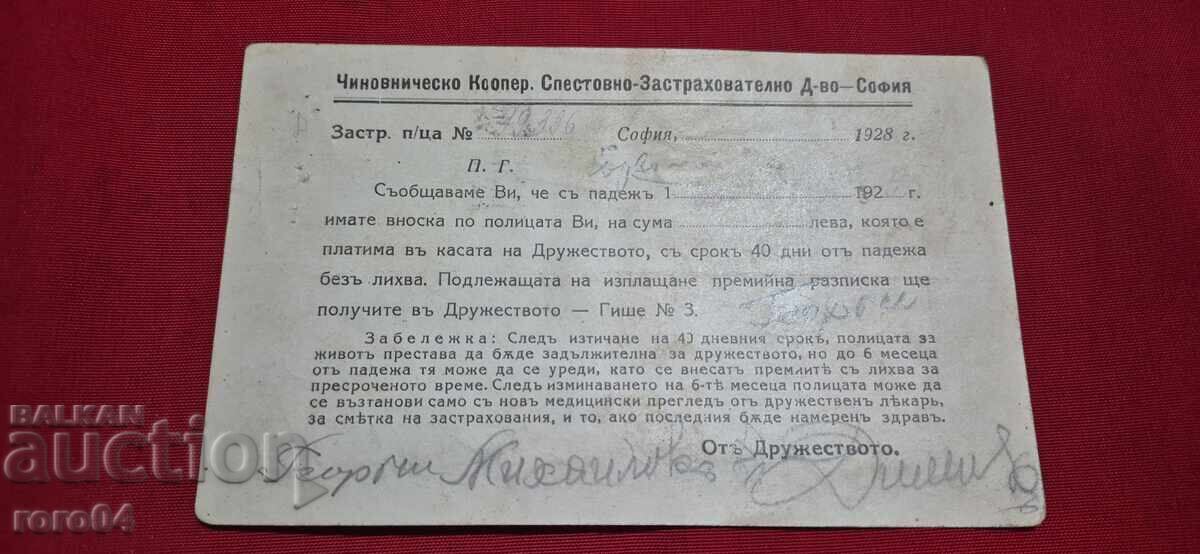 Чиновническо Коопер. Спестовно-Застрахователно Д-во—София
Застр. п/ца № София, 1928 г.
П. Г.
Съобщаваме Ви, че съ падежъ 1 192 г.
имате вноска по полицата Ви, на сума лева, която е
платима въ касата на Дружеството, съ срокъ 40 дни отъ падежа
безъ лихва. Подлежащата на изплащане премийна разписка ще
получите въ Дружеството — Гише № 3.
Забележка: Следъ изтичане на 40 дневния срокъ, полицата за
животъ престава да бѫде задължителна за дружеството, но до 6 месеца
отъ падежа тя може да се уреди, като се внесатъ премиитѣ съ лихва за
пресроченото време. Следъ изминаването на 6-тѣ месеца полицата може да
се възтанови само съ новъ медицински прегледъ отъ дружественъ лѣкарь,
за смѣтка на застрахования, и то, ако последния бѫде намеренъ здравъ.
Отъ Дружеството.
Георги Михайловъ
BALKAN
auction
roro04